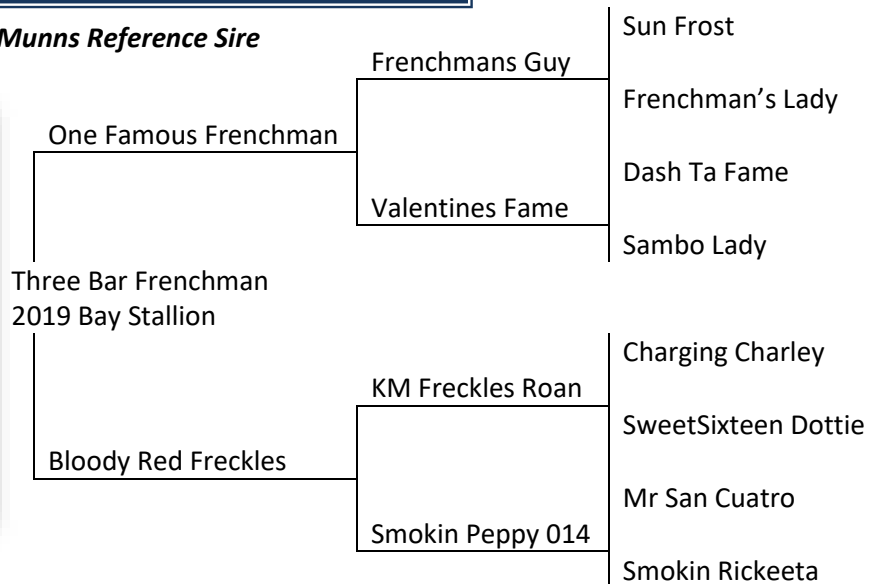 Munns Reference Sire
Sun Frost
Frenchmans Guy
Frenchman’s Lady
One Famous Frenchman
Dash Ta Fame
Valentines Fame
Sambo Lady
Three Bar Frenchman
2019 Bay Stallion
Charging Charley
KM Freckles Roan
SweetSixteen Dottie
Bloody Red Freckles
Mr San Cuatro
Smokin Peppy 014
Smokin Rickeeta